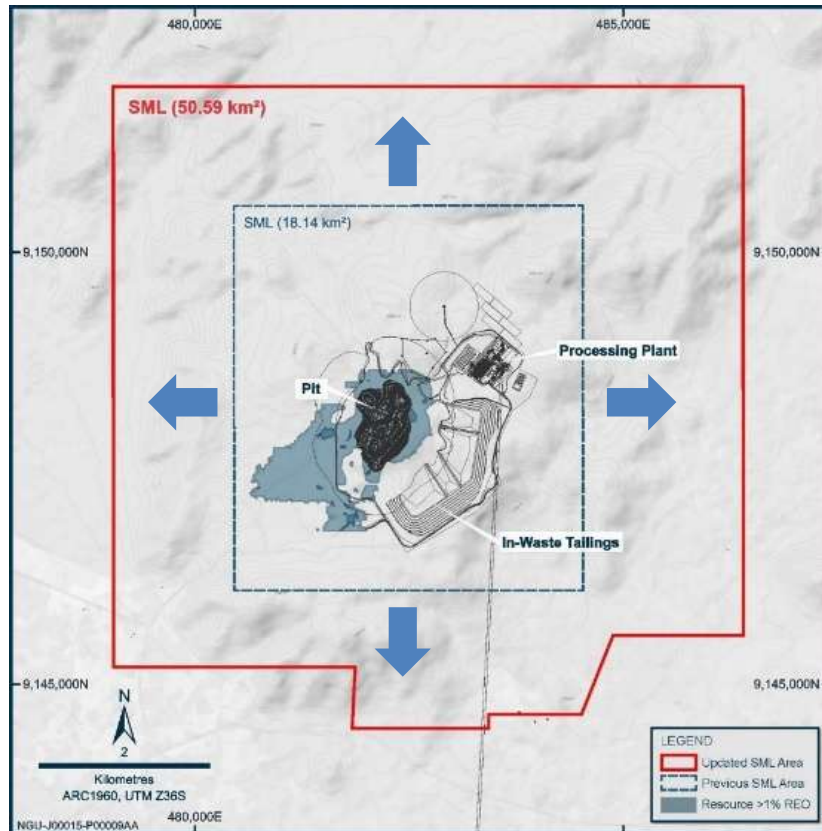 480,000E
485,000E
SML (50.59 km²)
SML (18.14 km²)
9,150,000N
9,150,000N
Processing Plant
Pit
In-Waste Tailings
9,145,000N
9,145,000N
N
2
Kilometres
ARC1960, UTM Z36S
LEGEND
Updated SML Area
Previous SML Area
Resource >1% REO
480,000E
NGU-J00015-P00009AA